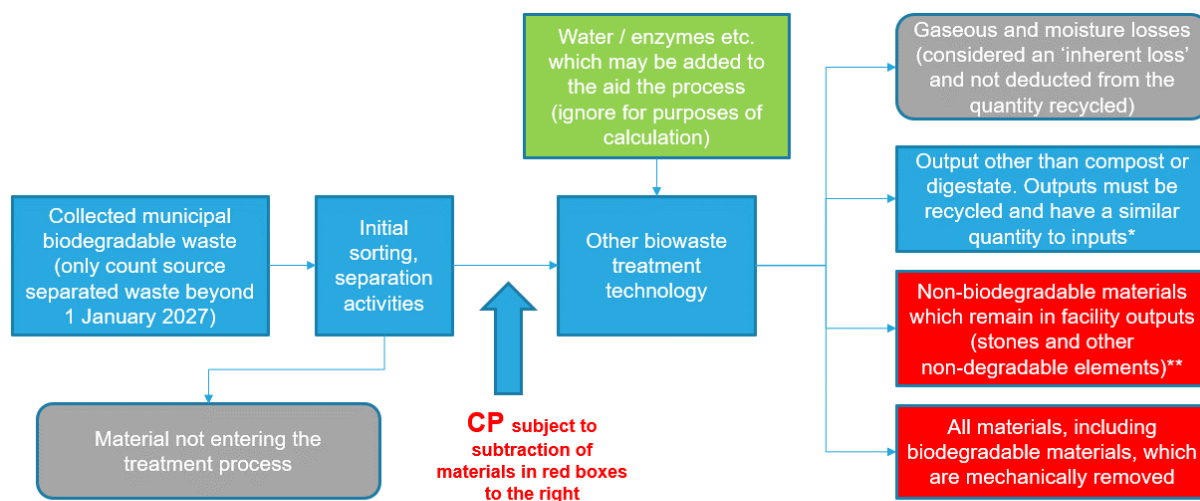 Water / enzymes etc.
which may be added to
the aid the process
(ignore for purposes of
calculation)
Gaseous and moisture losses
(considered an ‘inherent loss’
and not deducted from the
quantity recycled)
Collected municipal
biodegradable waste
(only count source
separated waste beyond
1 January 2027)
Initial
sorting,
separation
activities
Other biowaste
treatment
technology
Output other than compost or
digestate. Outputs must be
recycled and have a similar
quantity to inputs*
Non-biodegradable materials
which remain in facility outputs
(stones and other
non-degradable elements)**
Material not entering the
treatment process
CP subject to
subtraction of
materials in red boxes
to the right
All materials, including
biodegradable materials, which
are mechanically removed